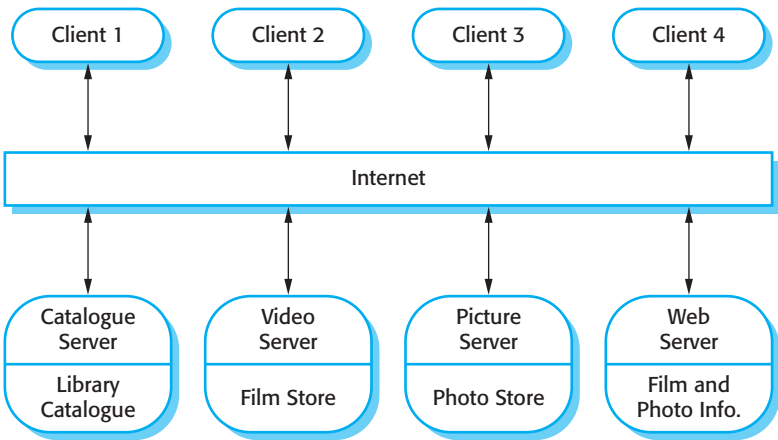 Client 1
Client 2
Client 3
Client 4
Internet
Catalogue
Server
Library
Catalogue
Video
Server
Film Store
Picture
Server
Photo Store
Web
Server
Film and
Photo Info.